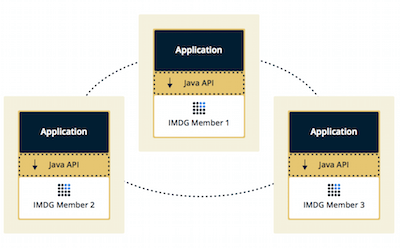 Application
Java API
IMDG Member 1
Application
Java API
IMDG Member 2
Application
Java API
IMDG Member 3